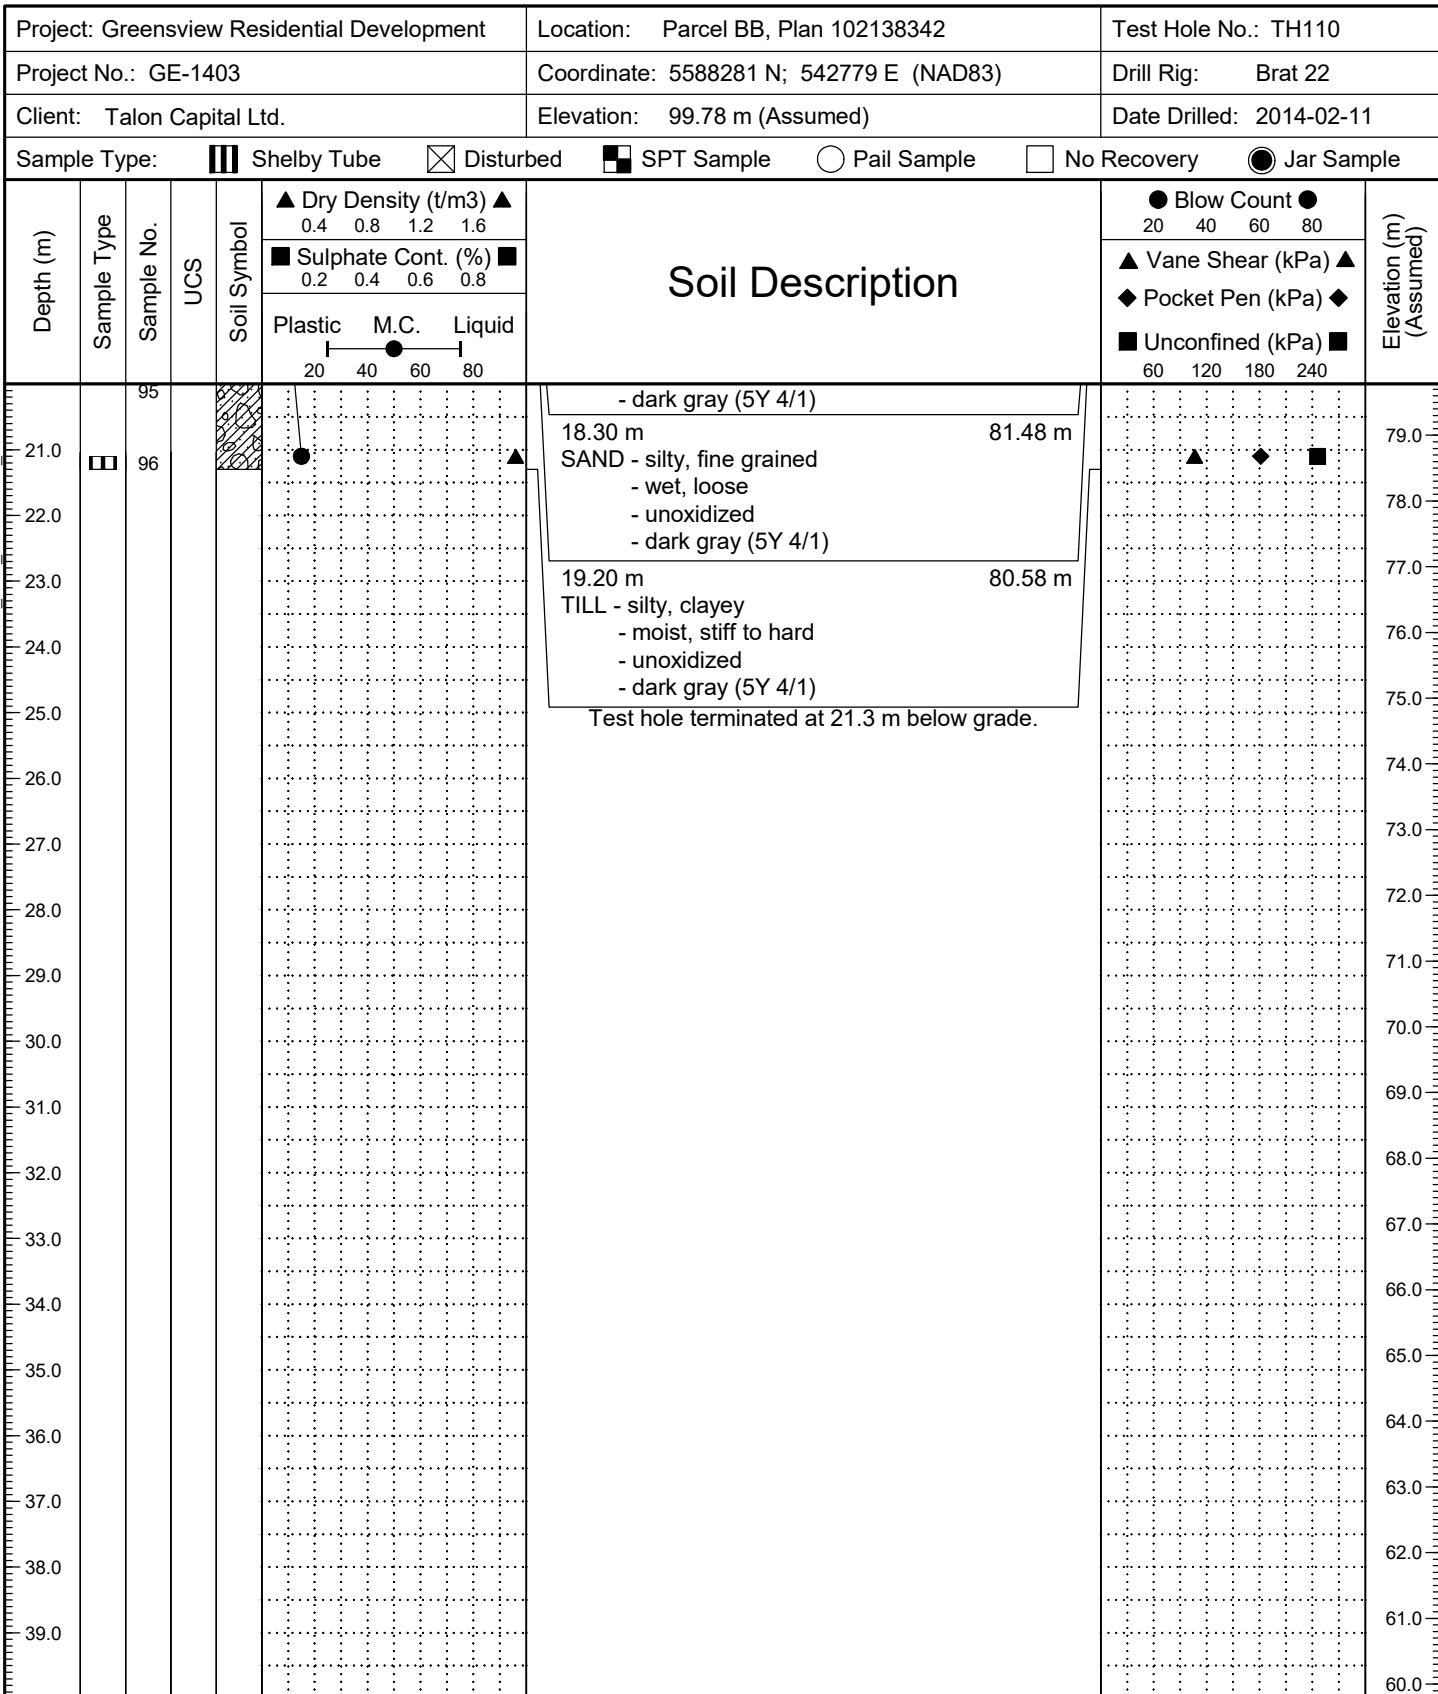 Project: Greensview Residential Development
Location: Parcel BB, Plan 102138342
Test Hole No.: TH110
Project No.: GE-1403
Coordinate: 5588281 N; 542779 E (NAD83)
Drill Rig: Brat 22
Client: Talon Capital Ltd.
Elevation: 99.78 m (Assumed)
Date Drilled: 2014-02-11
Sample Type: Shelby Tube Disturbed SPT Sample Pail Sample No Recovery Jar Sample
Depth (m)
Sample Type
Sample No.
UCS
Soil Symbol
Dry Density (t/m3)
0.4 0.8 1.2 1.6
Sulphate Cont. (%)
0.2 0.4 0.6 0.8
Plastic M.C. Liquid
20 40 60 80
Soil Description
Blow Count
20 40 60 80
Vane Shear (kPa)
Pocket Pen (kPa)
Unconfined (kPa)
60 120 180 240
Elevation (m)
(Assumed)
95
96
21.0
22.0
23.0
24.0
25.0
26.0
27.0
28.0
29.0
30.0
31.0
32.0
33.0
34.0
35.0
36.0
37.0
38.0
39.0
- dark gray (5Y 4/1)
18.30 m 81.48 m
SAND - silty, fine grained
- wet, loose
- unoxidized
- dark gray (5Y 4/1)
19.20 m 80.58 m
TILL - silty, clayey
- moist, stiff to hard
- unoxidized
- dark gray (5Y 4/1)
Test hole terminated at 21.3 m below grade.
79.0
78.0
77.0
76.0
75.0
74.0
73.0
72.0
71.0
70.0
69.0
68.0
67.0
66.0
65.0
64.0
63.0
62.0
61.0
60.0